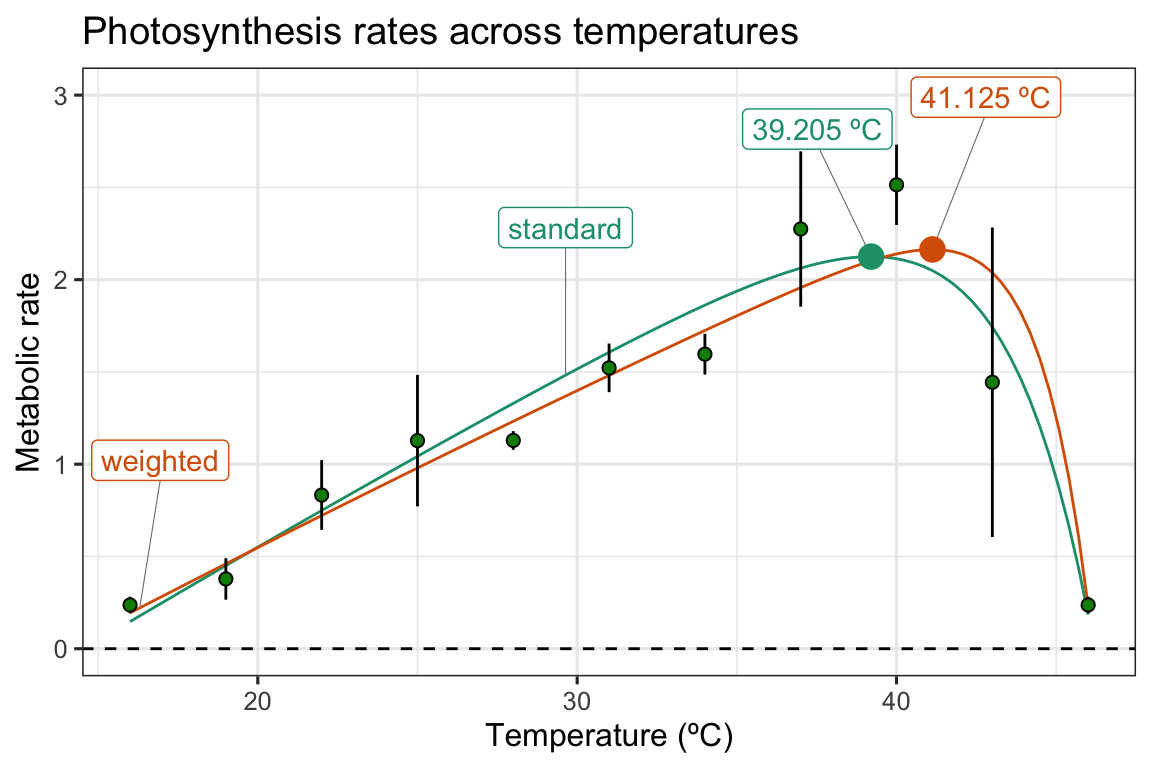 Photosynthesis rates across temperatures
3
41.125 ºC
39.205 ºC
standard
2
Metabolic rate
weighted
1
0
20 30 40
Temperature (ºC)